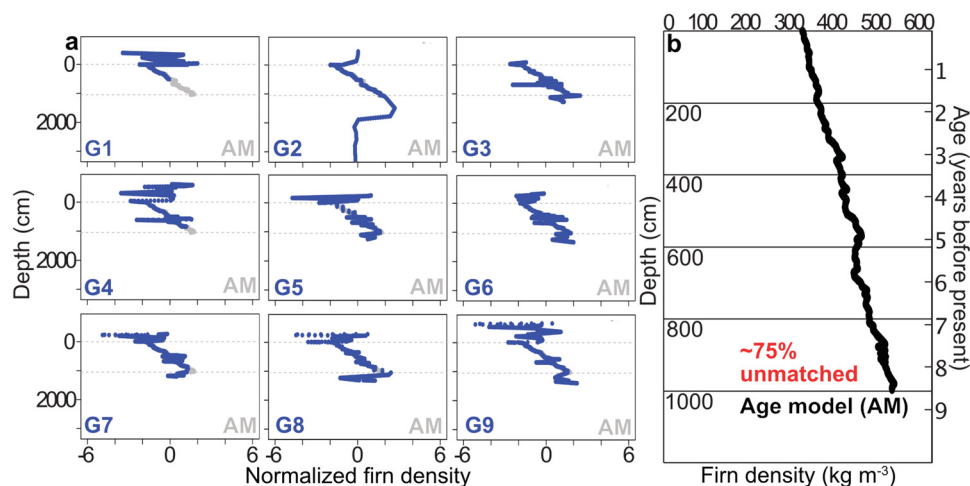 a
0
2000
G1
AM
G2
AM
G3
AM
Depth (cm)
0
2000
G4
AM
G5
AM
G6
AM
0
2000
G7
AM
G8
AM
G9
AM
-6 0 6 -6 0 6 -6 0 6
Normalized firn density
0 100 200 300 400 500 600
b
200
400
600
800
1000
Depth (cm)
1
2
3
4
5
6
7
8
9
Age (years before present)
~75%
unmatched
Age model (AM)
Firn density (kg m⁻³)